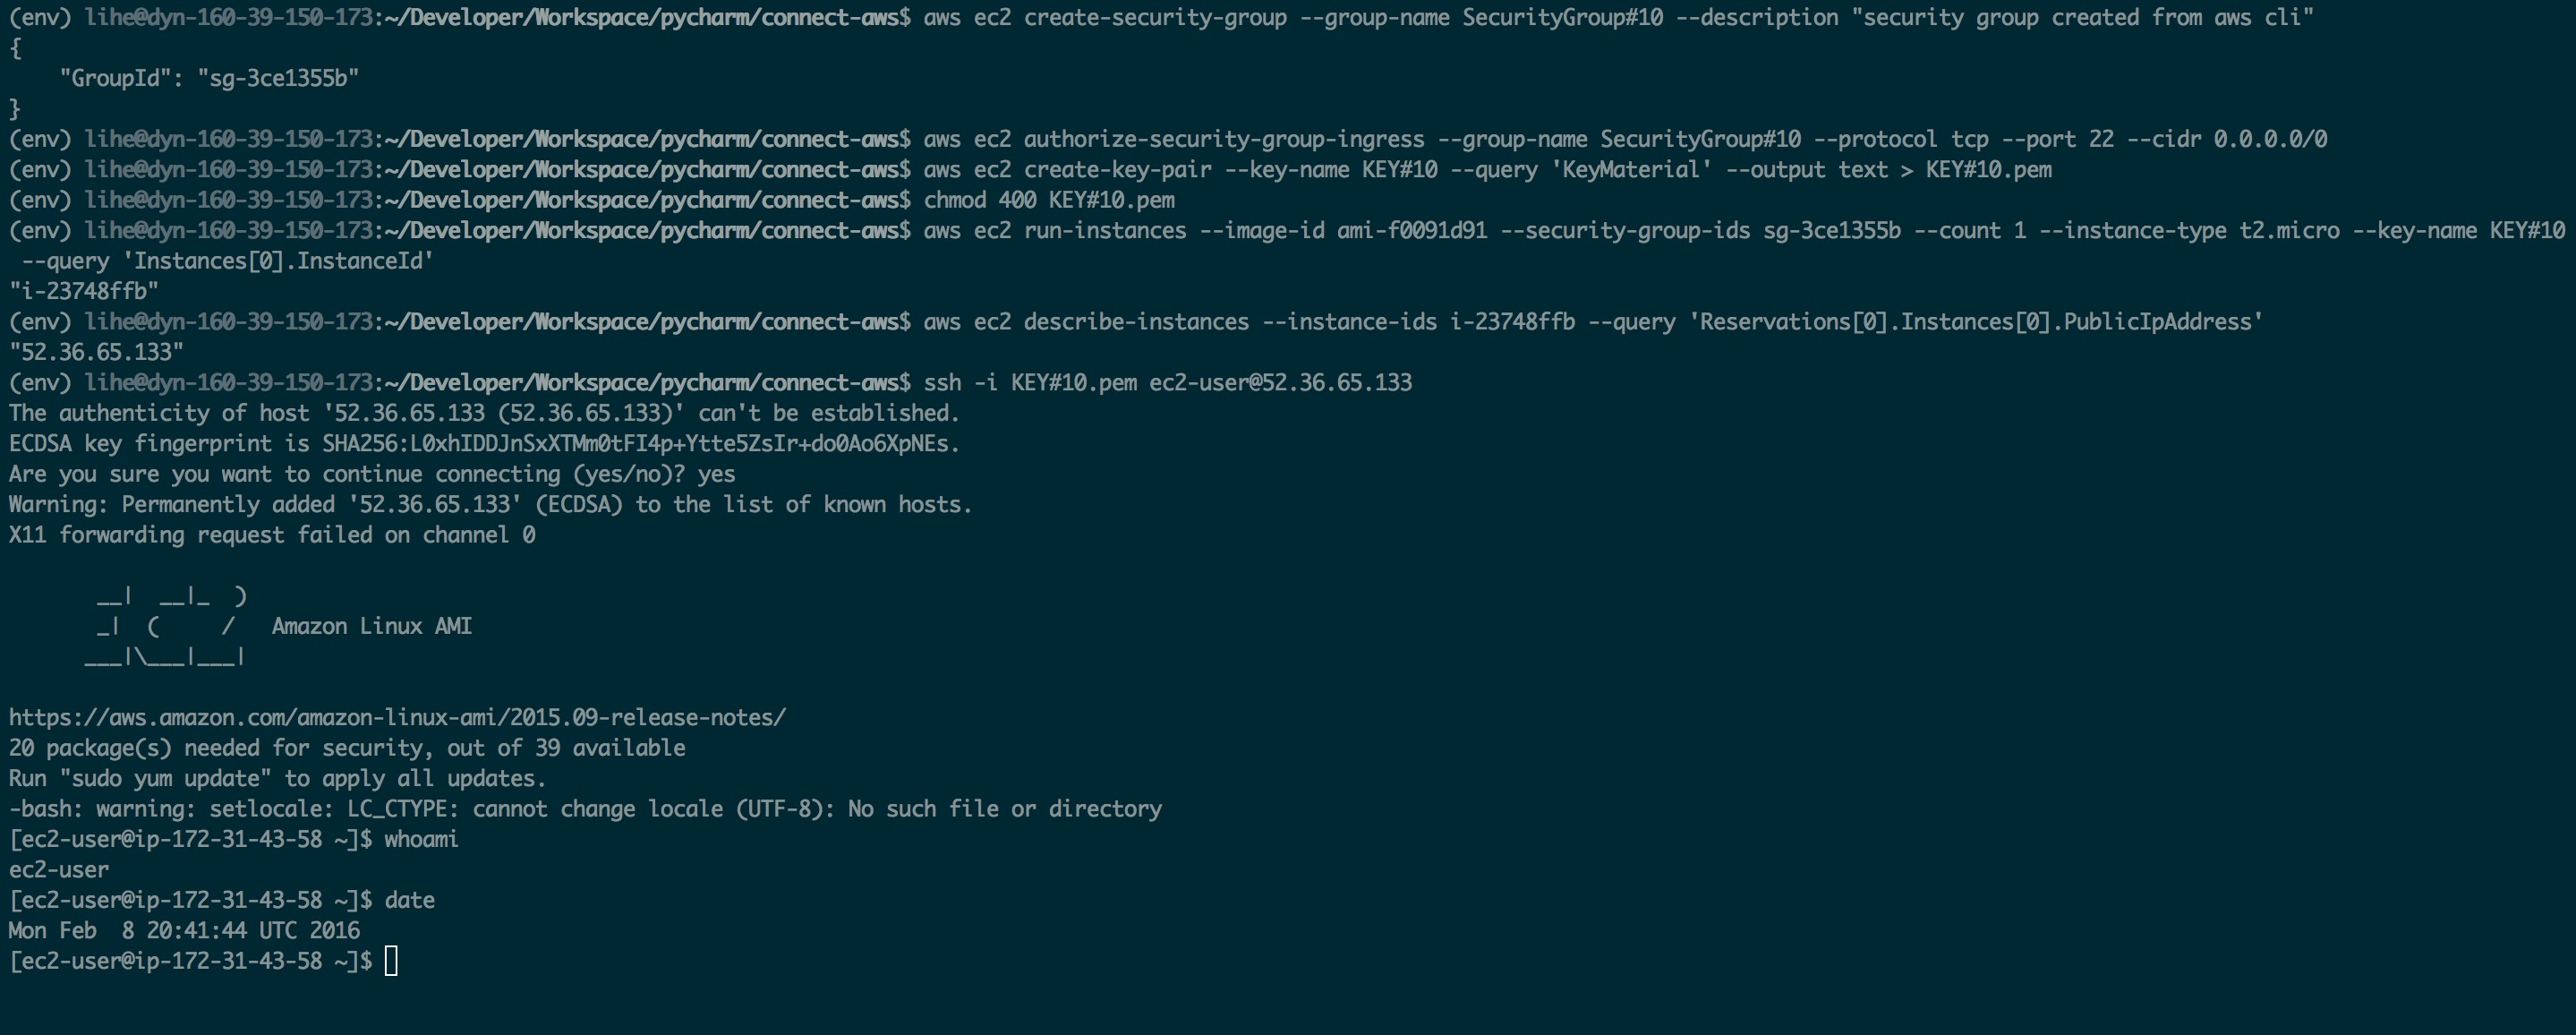 (env) lihe@dyn-160-39-150-173:~/Developer/Workspace/pycharm/connect-aws$ aws ec2 create-security-group --group-name SecurityGroup#10 --description "security group created from aws cli"
{
    "GroupId": "sg-3ce1355b"
}
(env) lihe@dyn-160-39-150-173:~/Developer/Workspace/pycharm/connect-aws$ aws ec2 authorize-security-group-ingress --group-name SecurityGroup#10 --protocol tcp --port 22 --cidr 0.0.0.0/0
(env) lihe@dyn-160-39-150-173:~/Developer/Workspace/pycharm/connect-aws$ aws ec2 create-key-pair --key-name KEY#10 --query 'KeyMaterial' --output text > KEY#10.pem
(env) lihe@dyn-160-39-150-173:~/Developer/Workspace/pycharm/connect-aws$ chmod 400 KEY#10.pem
(env) lihe@dyn-160-39-150-173:~/Developer/Workspace/pycharm/connect-aws$ aws ec2 run-instances --image-id ami-f0091d91 --security-group-ids sg-3ce1355b --count 1 --instance-type t2.micro --key-name KEY#10
 --query 'Instances[0].InstanceId'
"i-23748ffb"
(env) lihe@dyn-160-39-150-173:~/Developer/Workspace/pycharm/connect-aws$ aws ec2 describe-instances --instance-ids i-23748ffb --query 'Reservations[0].Instances[0].PublicIpAddress'
"52.36.65.133"
(env) lihe@dyn-160-39-150-173:~/Developer/Workspace/pycharm/connect-aws$ ssh -i KEY#10.pem ec2-user@52.36.65.133
The authenticity of host '52.36.65.133 (52.36.65.133)' can't be established.
ECDSA key fingerprint is SHA256:L0xhIDDJnSxXTMm0tFI4p+Ytte5ZsIr+do0Ao6XpNEs.
Are you sure you want to continue connecting (yes/no)? yes
Warning: Permanently added '52.36.65.133' (ECDSA) to the list of known hosts.
X11 forwarding request failed on channel 0

       __|  __|_  )
       _|  (     /   Amazon Linux AMI
      ___|\___|___|

https://aws.amazon.com/amazon-linux-ami/2015.09-release-notes/
20 package(s) needed for security, out of 39 available
Run "sudo yum update" to apply all updates.
-bash: warning: setlocale: LC_CTYPE: cannot change locale (UTF-8): No such file or directory
[ec2-user@ip-172-31-43-58 ~]$ whoami
ec2-user
[ec2-user@ip-172-31-43-58 ~]$ date
Mon Feb  8 20:41:44 UTC 2016
[ec2-user@ip-172-31-43-58 ~]$